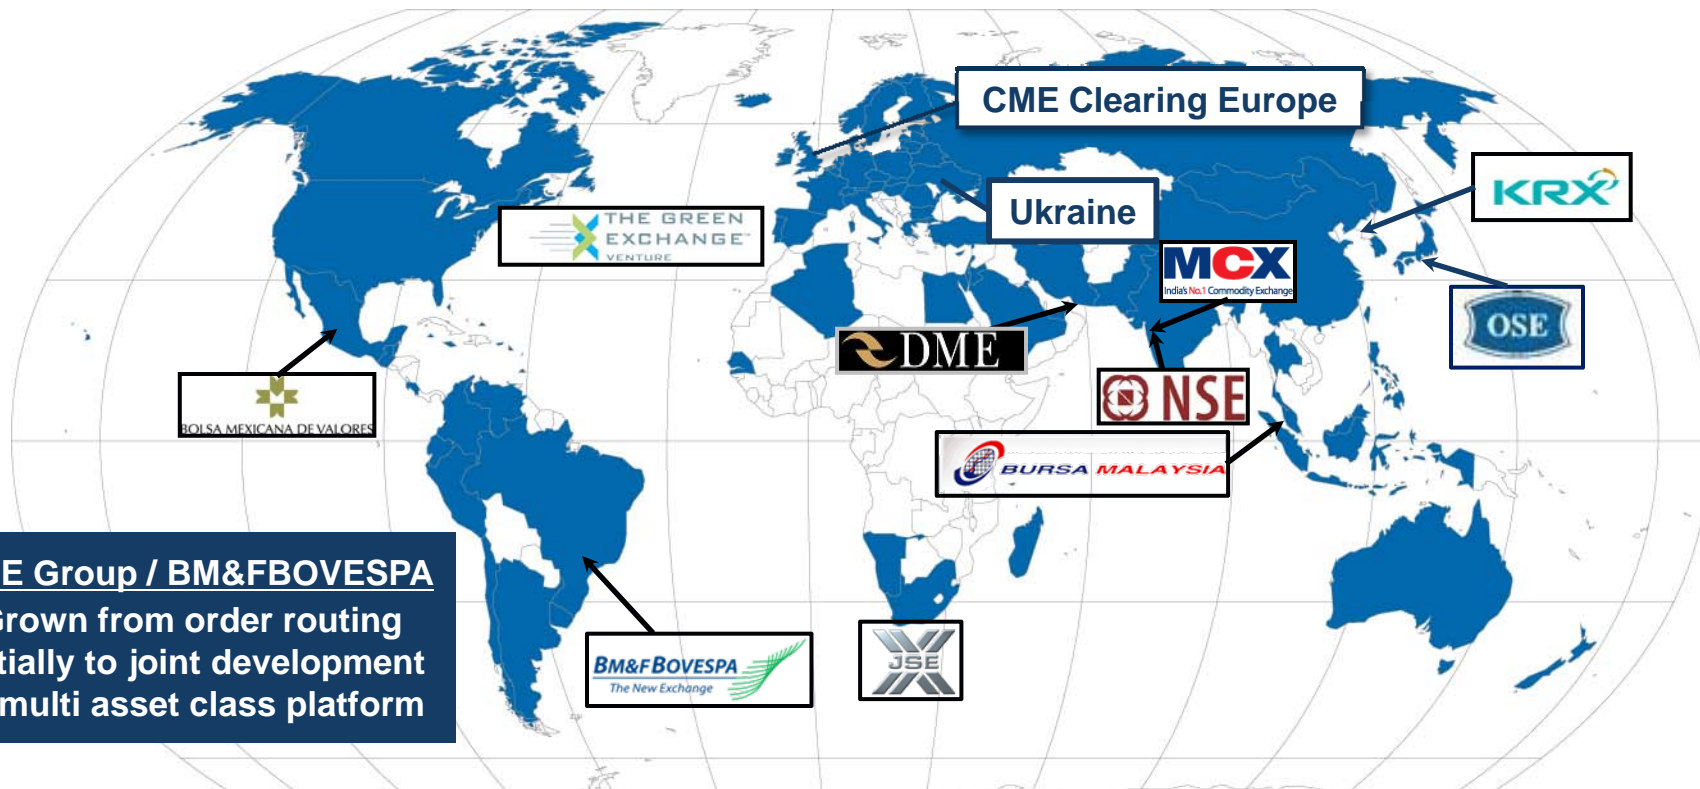 CME Clearing Europe
Ukraine
KRX
THE GREEN
EXCHANGE™
VENTURE
MCX
India's No.1 Commodity Exchange
OSE
DME
NSE
BOLSA MEXICANA DE VALORES
BURSA MALAYSIA
E Group / BM&FBOVESPA
Grown from order routing
tially to joint development
multi asset class platform
BM&FBOVESPA
The New Exchange
JSE